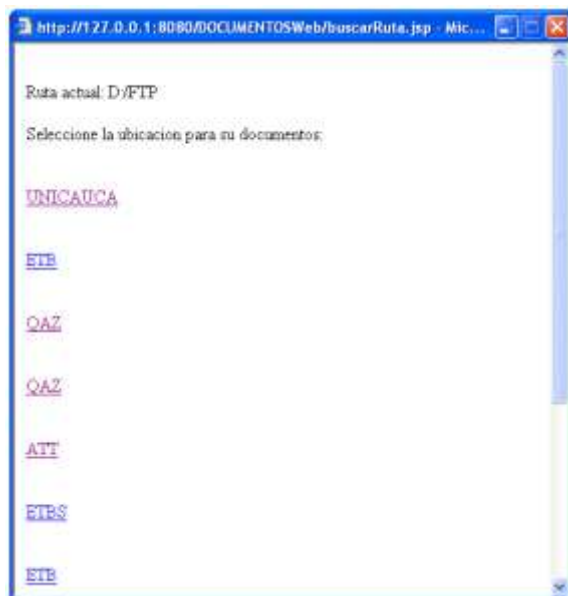 http://127.0.0.1:8080/DOCUMENTOSWeb/buscarRuta.jsp - Mic...
Ruta actual: D:/FTP
Seleccione la ubicacion para su documentos:
UNICAUCA
ETB
QAZ
QAZ
ATT
ETBS
ETB